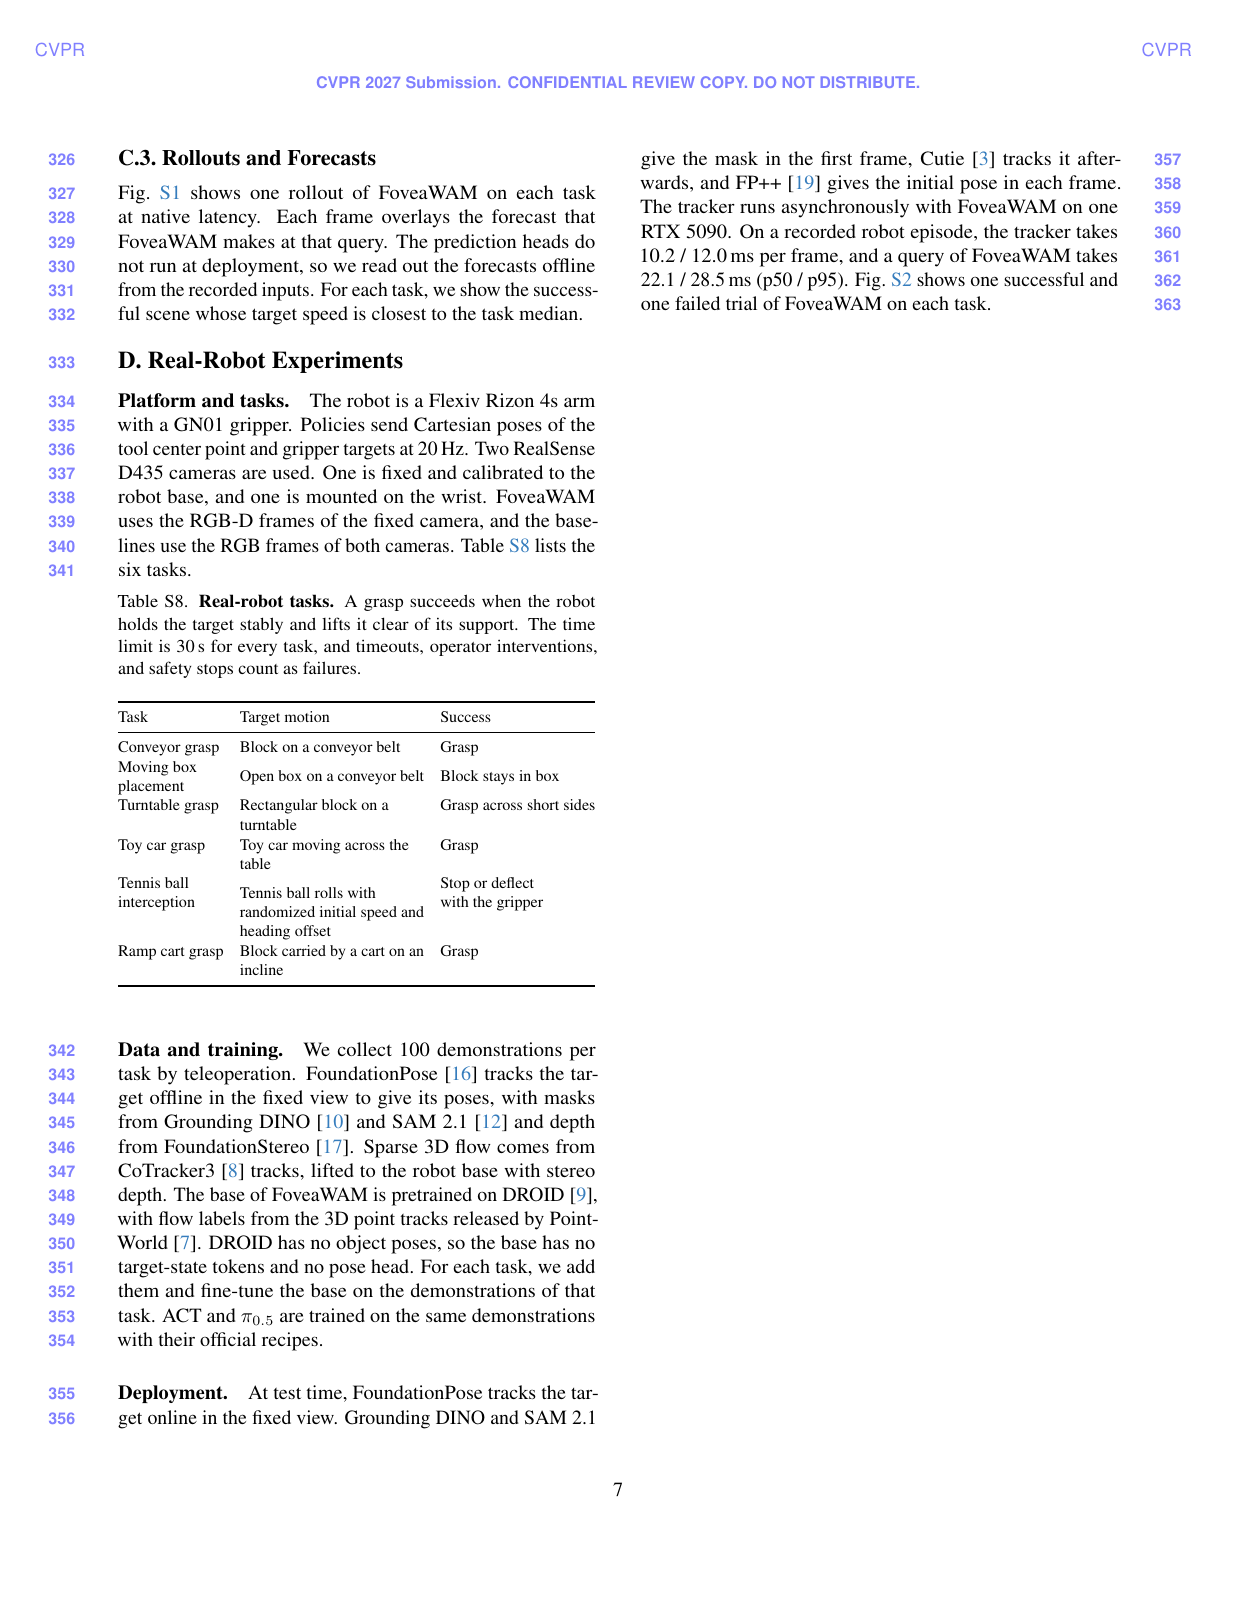 CVPR
CVPR
CVPR 2027 Submission. CONFIDENTIAL REVIEW COPY. DO NOT DISTRIBUTE.
326 C.3. Rollouts and Forecasts
327 Fig. S1 shows one rollout of FoveaWAM on each task
328 at native latency. Each frame overlays the forecast that
329 FoveaWAM makes at that query. The prediction heads do
330 not run at deployment, so we read out the forecasts offline
331 from the recorded inputs. For each task, we show the success-
332 ful scene whose target speed is closest to the task median.
333 D. Real-Robot Experiments
334 Platform and tasks. The robot is a Flexiv Rizon 4s arm
335 with a GN01 gripper. Policies send Cartesian poses of the
336 tool center point and gripper targets at 20 Hz. Two RealSense
337 D435 cameras are used. One is fixed and calibrated to the
338 robot base, and one is mounted on the wrist. FoveaWAM
339 uses the RGB-D frames of the fixed camera, and the base-
340 lines use the RGB frames of both cameras. Table S8 lists the
341 six tasks.
Table S8. Real-robot tasks. A grasp succeeds when the robot
holds the target stably and lifts it clear of its support. The time
limit is 30 s for every task, and timeouts, operator interventions,
and safety stops count as failures.
Task Target motion Success
Conveyor grasp Block on a conveyor belt Grasp
Moving box
placement
Open box on a conveyor belt Block stays in box
Turntable grasp Rectangular block on a
turntable
Grasp across short sides
Toy car grasp Toy car moving across the
table
Grasp
Tennis ball
interception
Tennis ball rolls with
randomized initial speed and
heading offset
Stop or deflect
with the gripper
Ramp cart grasp Block carried by a cart on an
incline
Grasp
342 Data and training. We collect 100 demonstrations per
343 task by teleoperation. FoundationPose [16] tracks the tar-
344 get offline in the fixed view to give its poses, with masks
345 from Grounding DINO [10] and SAM 2.1 [12] and depth
346 from FoundationStereo [17]. Sparse 3D flow comes from
347 CoTracker3 [8] tracks, lifted to the robot base with stereo
348 depth. The base of FoveaWAM is pretrained on DROID [9],
349 with flow labels from the 3D point tracks released by Point-
350 World [7]. DROID has no object poses, so the base has no
351 target-state tokens and no pose head. For each task, we add
352 them and fine-tune the base on the demonstrations of that
353 task. ACT and π0.5 are trained on the same demonstrations
354 with their official recipes.
355 Deployment. At test time, FoundationPose tracks the tar-
356 get online in the fixed view. Grounding DINO and SAM 2.1
give the mask in the first frame, Cutie [3] tracks it after- 357
wards, and FP++ [19] gives the initial pose in each frame. 358
The tracker runs asynchronously with FoveaWAM on one 359
RTX 5090. On a recorded robot episode, the tracker takes 360
10.2 / 12.0 ms per frame, and a query of FoveaWAM takes 361
22.1 / 28.5 ms (p50 / p95). Fig. S2 shows one successful and 362
one failed trial of FoveaWAM on each task. 363
7